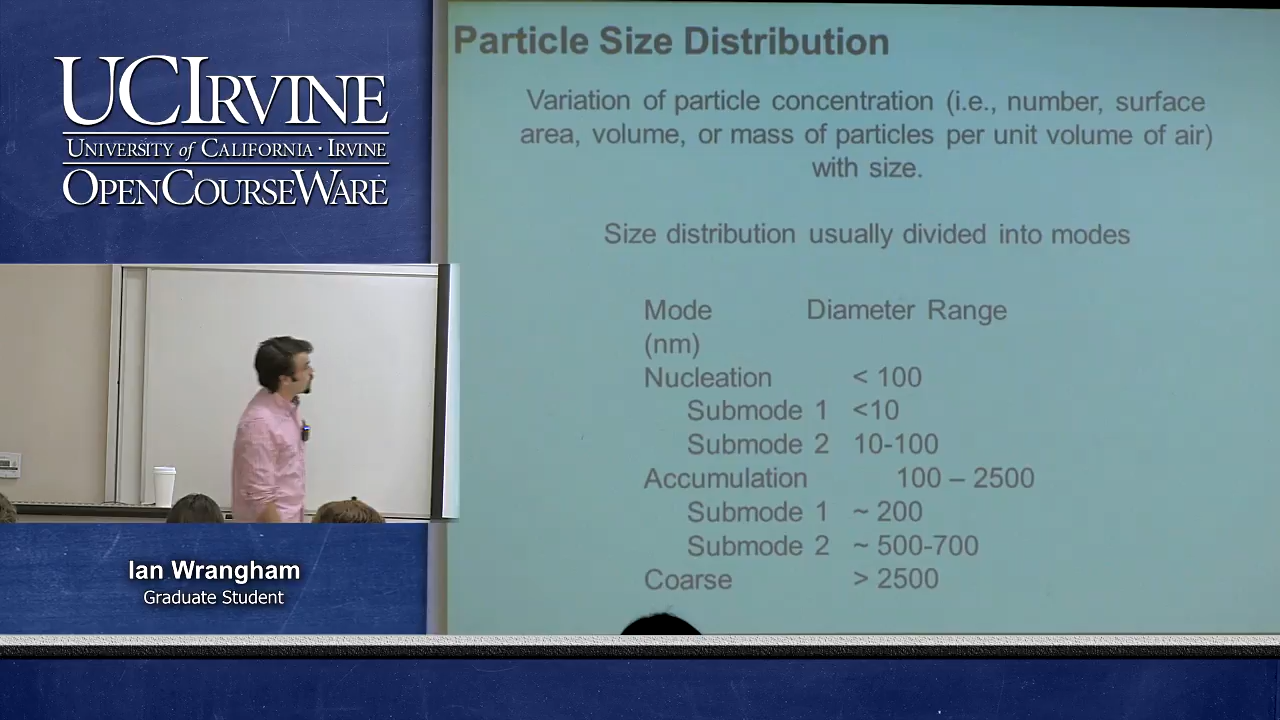 UCIRVINE
UNIVERSITY of CALIFORNIA · IRVINE
OPENCOURSEWARE
Ian Wrangham
Graduate Student
Particle Size Distribution
Variation of particle concentration (i.e., number, surface
area, volume, or mass of particles per unit volume of air)
with size.
Size distribution usually divided into modes
Mode Diameter Range
(nm)
Nucleation < 100
Submode 1 <10
Submode 2 10-100
Accumulation 100 – 2500
Submode 1 ~ 200
Submode 2 ~ 500-700
Coarse > 2500